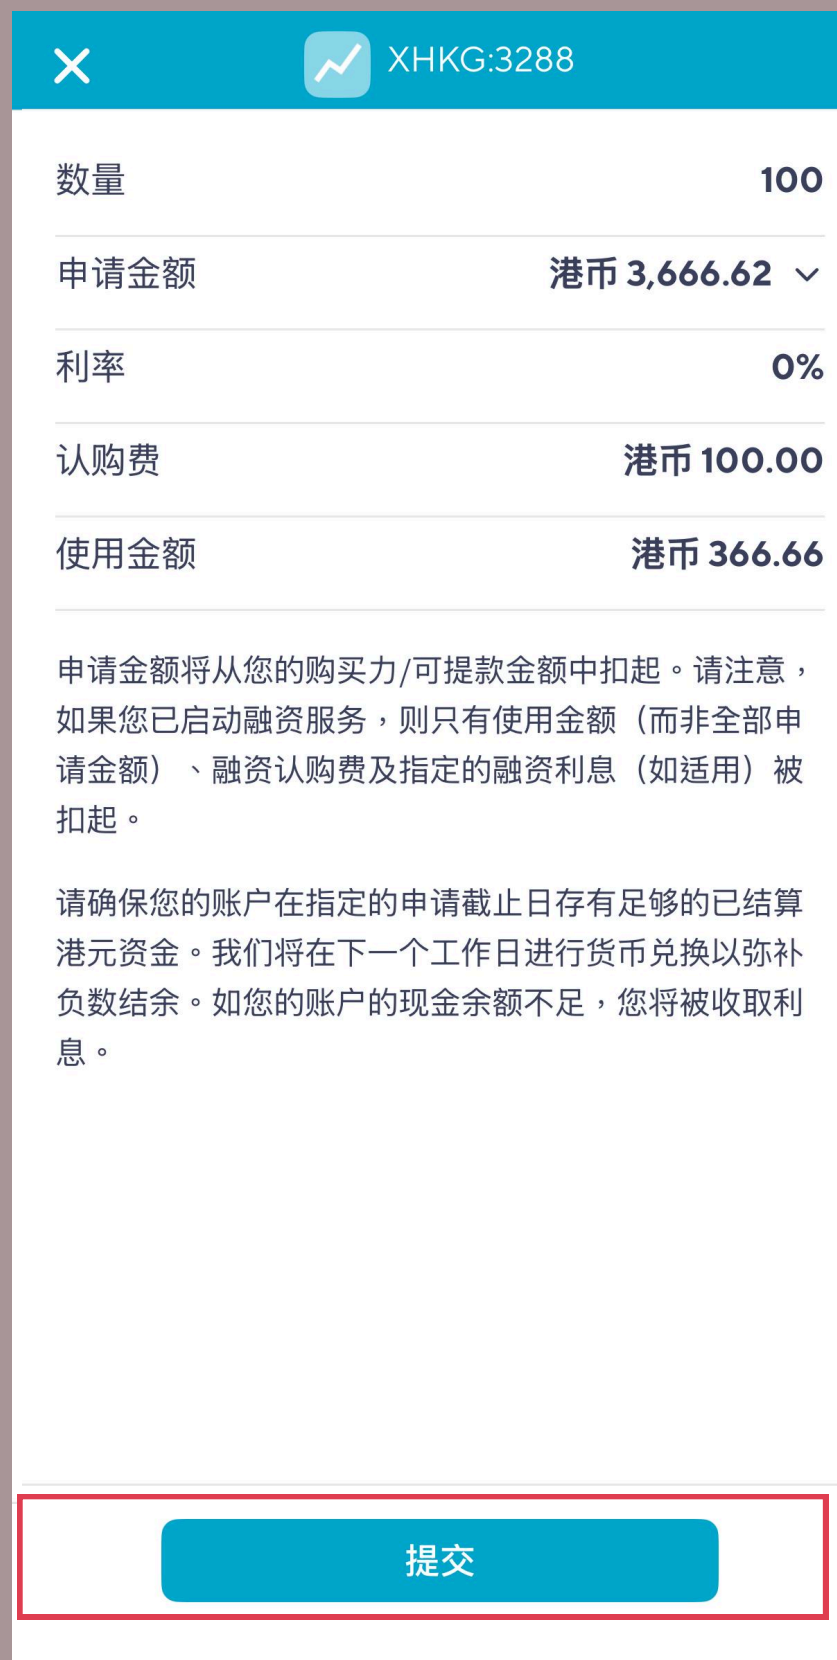 XHKG:3288
数量 100
申请金额 港币 3,666.62
利率 0%
认购费 港币 100.00
使用金额 港币 366.66
申请金额将从您的购买力/可提款金额中扣起。请注意，
如果您已启动融资服务，则只有使用金额（而非全部申
请金额）、融资认购费及指定的融资利息（如适用）被
扣起。
请确保您的账户在指定的申请截止日存有足够的已结算
港元资金。我们将在下一个工作日进行货币兑换以弥补
负数结余。如您的账户的现金余额不足，您将被收取利
息。
提交